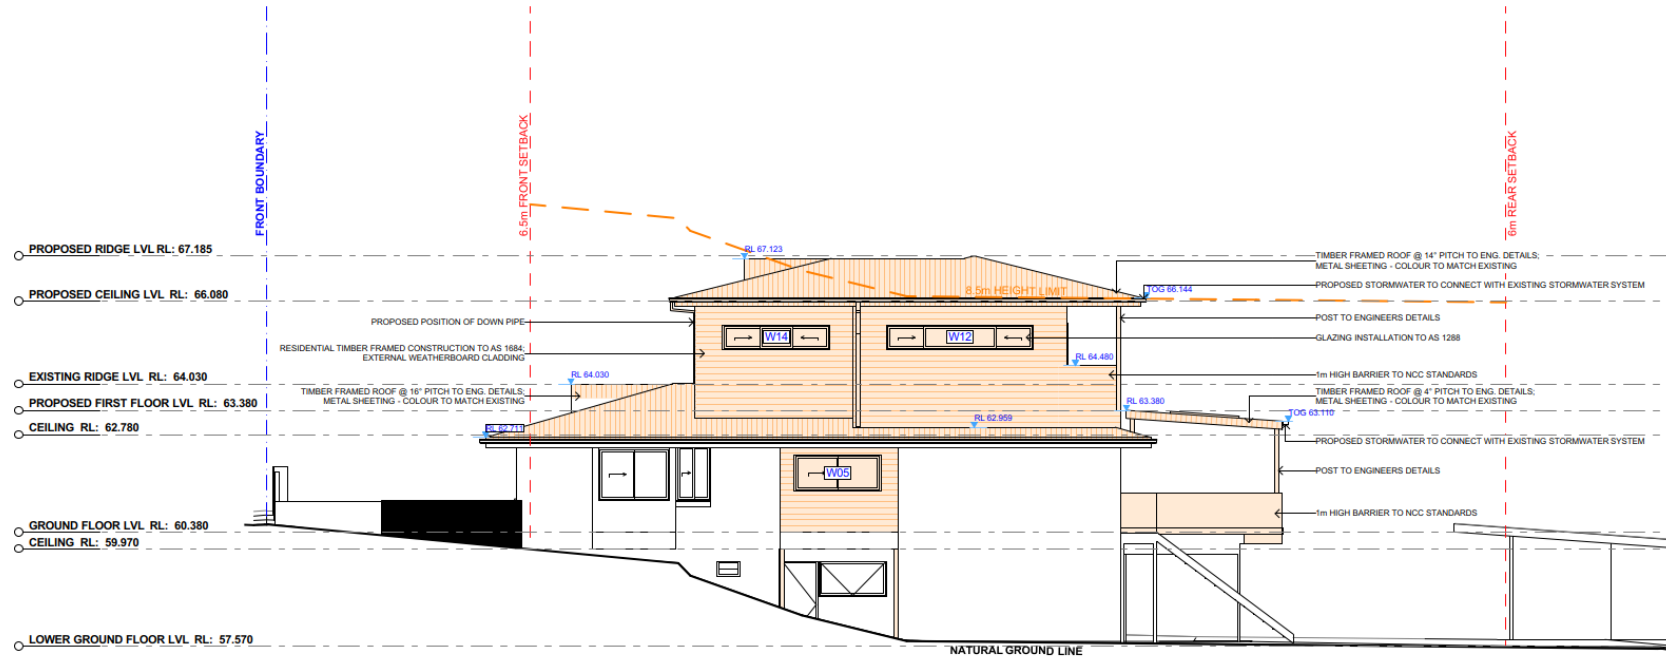 FRONT BOUNDARY
6.5m FRONT SETBACK
6m REAR SETBACK
PROPOSED RIDGE LVL RL: 67.185
RL 67.123
TIMBER FRAMED ROOF @ 14° PITCH TO ENG. DETAILS;
METAL SHEETING - COLOUR TO MATCH EXISTING
PROPOSED CEILING LVL RL: 66.080
8.5m HEIGHT LIMIT
TOG 66.144
PROPOSED STORMWATER TO CONNECT WITH EXISTING STORMWATER SYSTEM
PROPOSED POSITION OF DOWN PIPE
POST TO ENGINEERS DETAILS
W14
W12
GLAZING INSTALLATION TO AS 1288
RESIDENTIAL TIMBER FRAMED CONSTRUCTION TO AS 1684;
EXTERNAL WEATHERBOARD CLADDING
RL 64.480
EXISTING RIDGE LVL RL: 64.030
RL 64.030
1m HIGH BARRIER TO NCC STANDARDS
TIMBER FRAMED ROOF @ 16° PITCH TO ENG. DETAILS;
METAL SHEETING - COLOUR TO MATCH EXISTING
TIMBER FRAMED ROOF @ 4° PITCH TO ENG. DETAILS;
METAL SHEETING - COLOUR TO MATCH EXISTING
PROPOSED FIRST FLOOR LVL RL: 63.380
RL 63.380
TOG 63.110
CEILING RL: 62.780
RL 62.711
RL 62.959
PROPOSED STORMWATER TO CONNECT WITH EXISTING STORMWATER SYSTEM
W05
POST TO ENGINEERS DETAILS
1m HIGH BARRIER TO NCC STANDARDS
GROUND FLOOR LVL RL: 60.380
CEILING RL: 59.970
LOWER GROUND FLOOR LVL RL: 57.570
NATURAL GROUND LINE